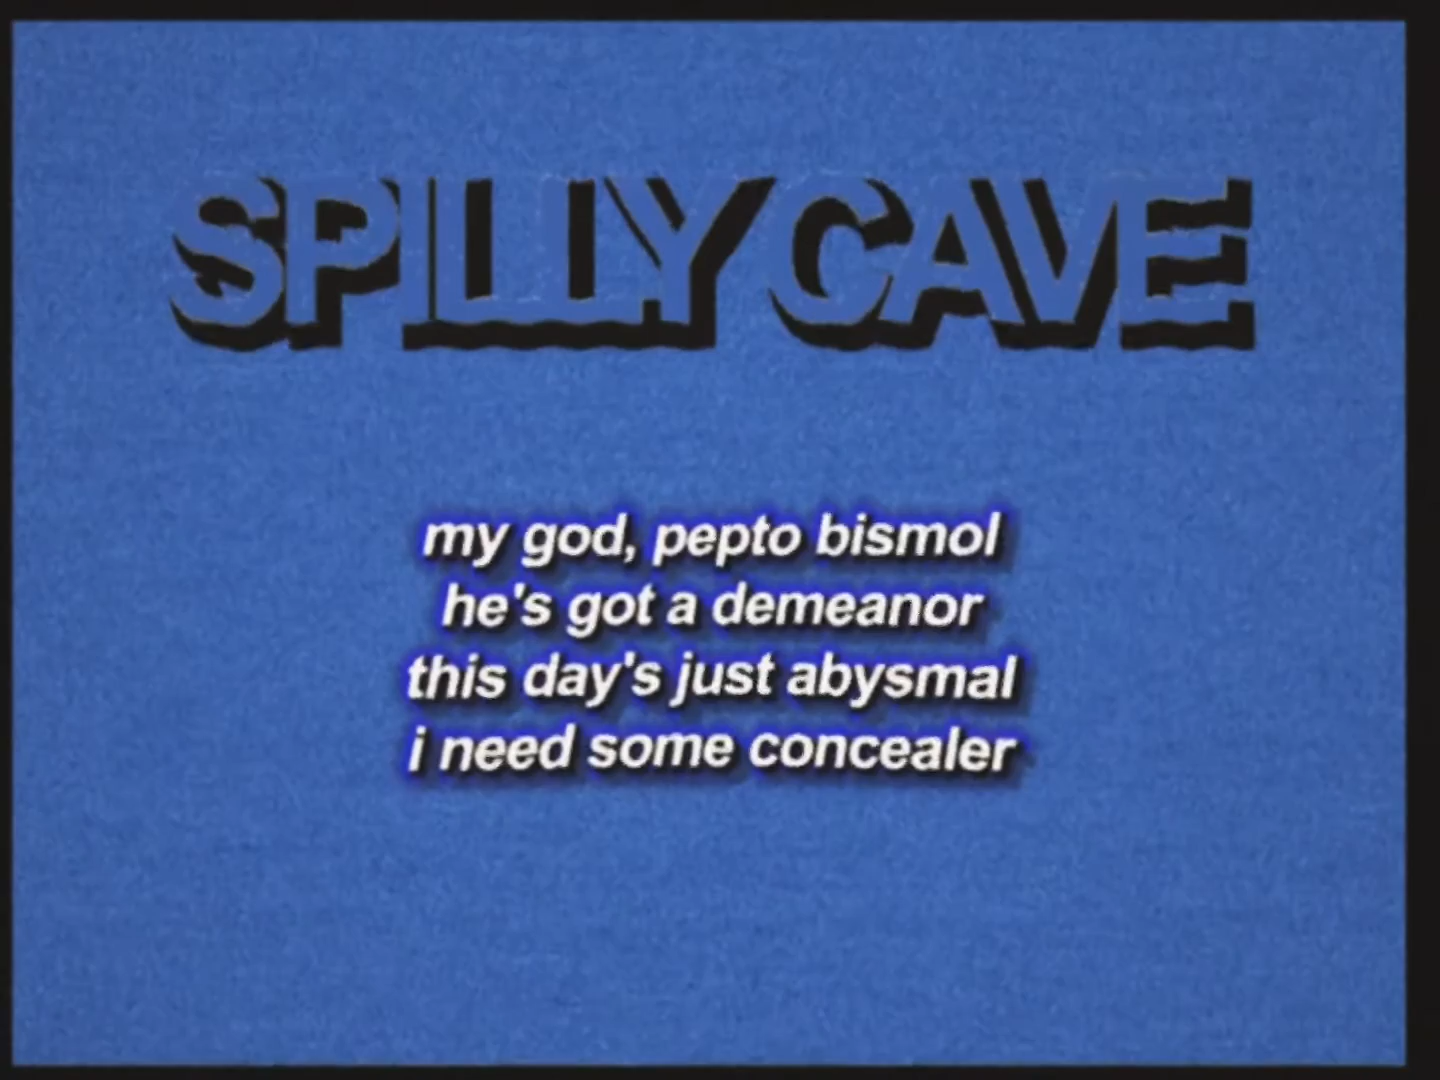 SPILLY CAVE
my god, pepto bismol
he's got a demeanor
this day's just abysmal
i need some concealer